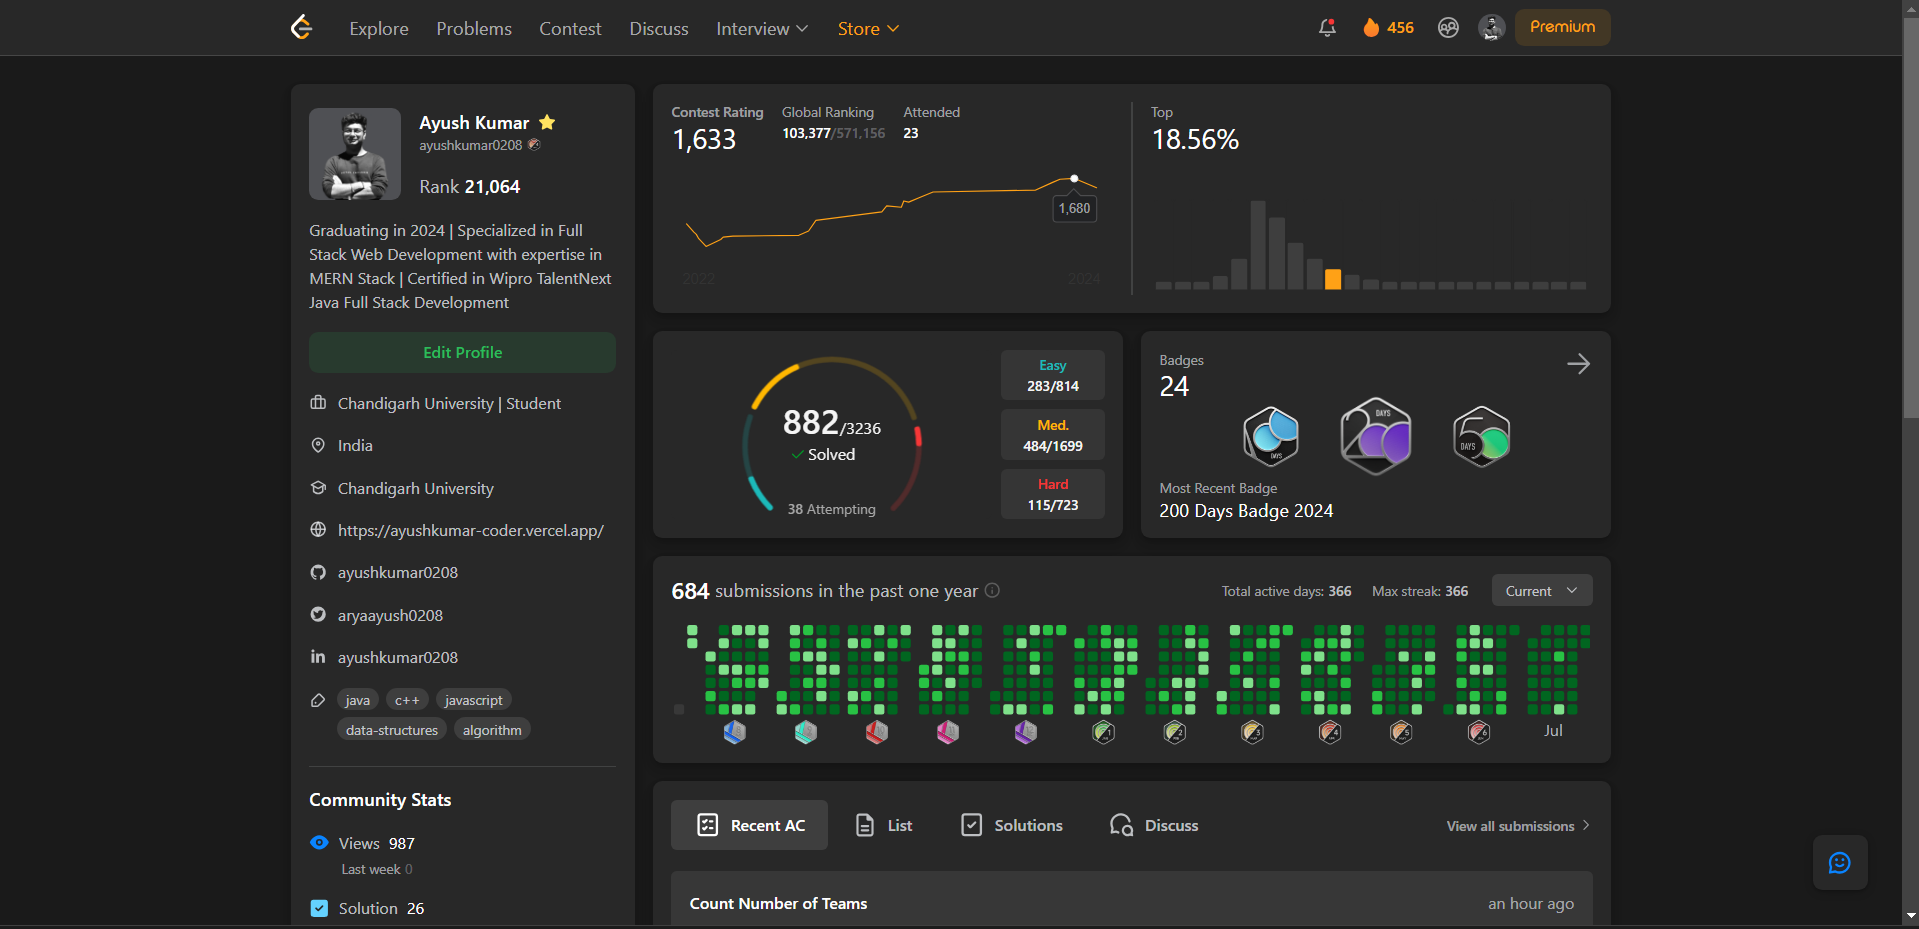 Explore Problems Contest Discuss Interview Store 456 Premium
Ayush Kumar
ayushkumar0208
Rank 21,064
Graduating in 2024 | Specialized in Full
Stack Web Development with expertise in
MERN Stack | Certified in Wipro TalentNext
Java Full Stack Development
Edit Profile
Chandigarh University | Student
India
Chandigarh University
https://ayushkumar-coder.vercel.app/
ayushkumar0208
aryaayush0208
ayushkumar0208
java c++ javascript
data-structures algorithm
Community Stats
Views 987
Last week 0
Solution 26
Contest Rating Global Ranking Attended
1,633 103,377/571,156 23
1,680
2022 2024
Top
18.56%
882/3236
Solved
38 Attempting
Easy
283/814
Med.
484/1699
Hard
115/723
Badges
24
DAYS
DAYS
DAYS
Most Recent Badge
200 Days Badge 2024
684 submissions in the past one year Total active days: 366 Max streak: 366 Current
Jul
Recent AC List Solutions Discuss View all submissions
Count Number of Teams an hour ago